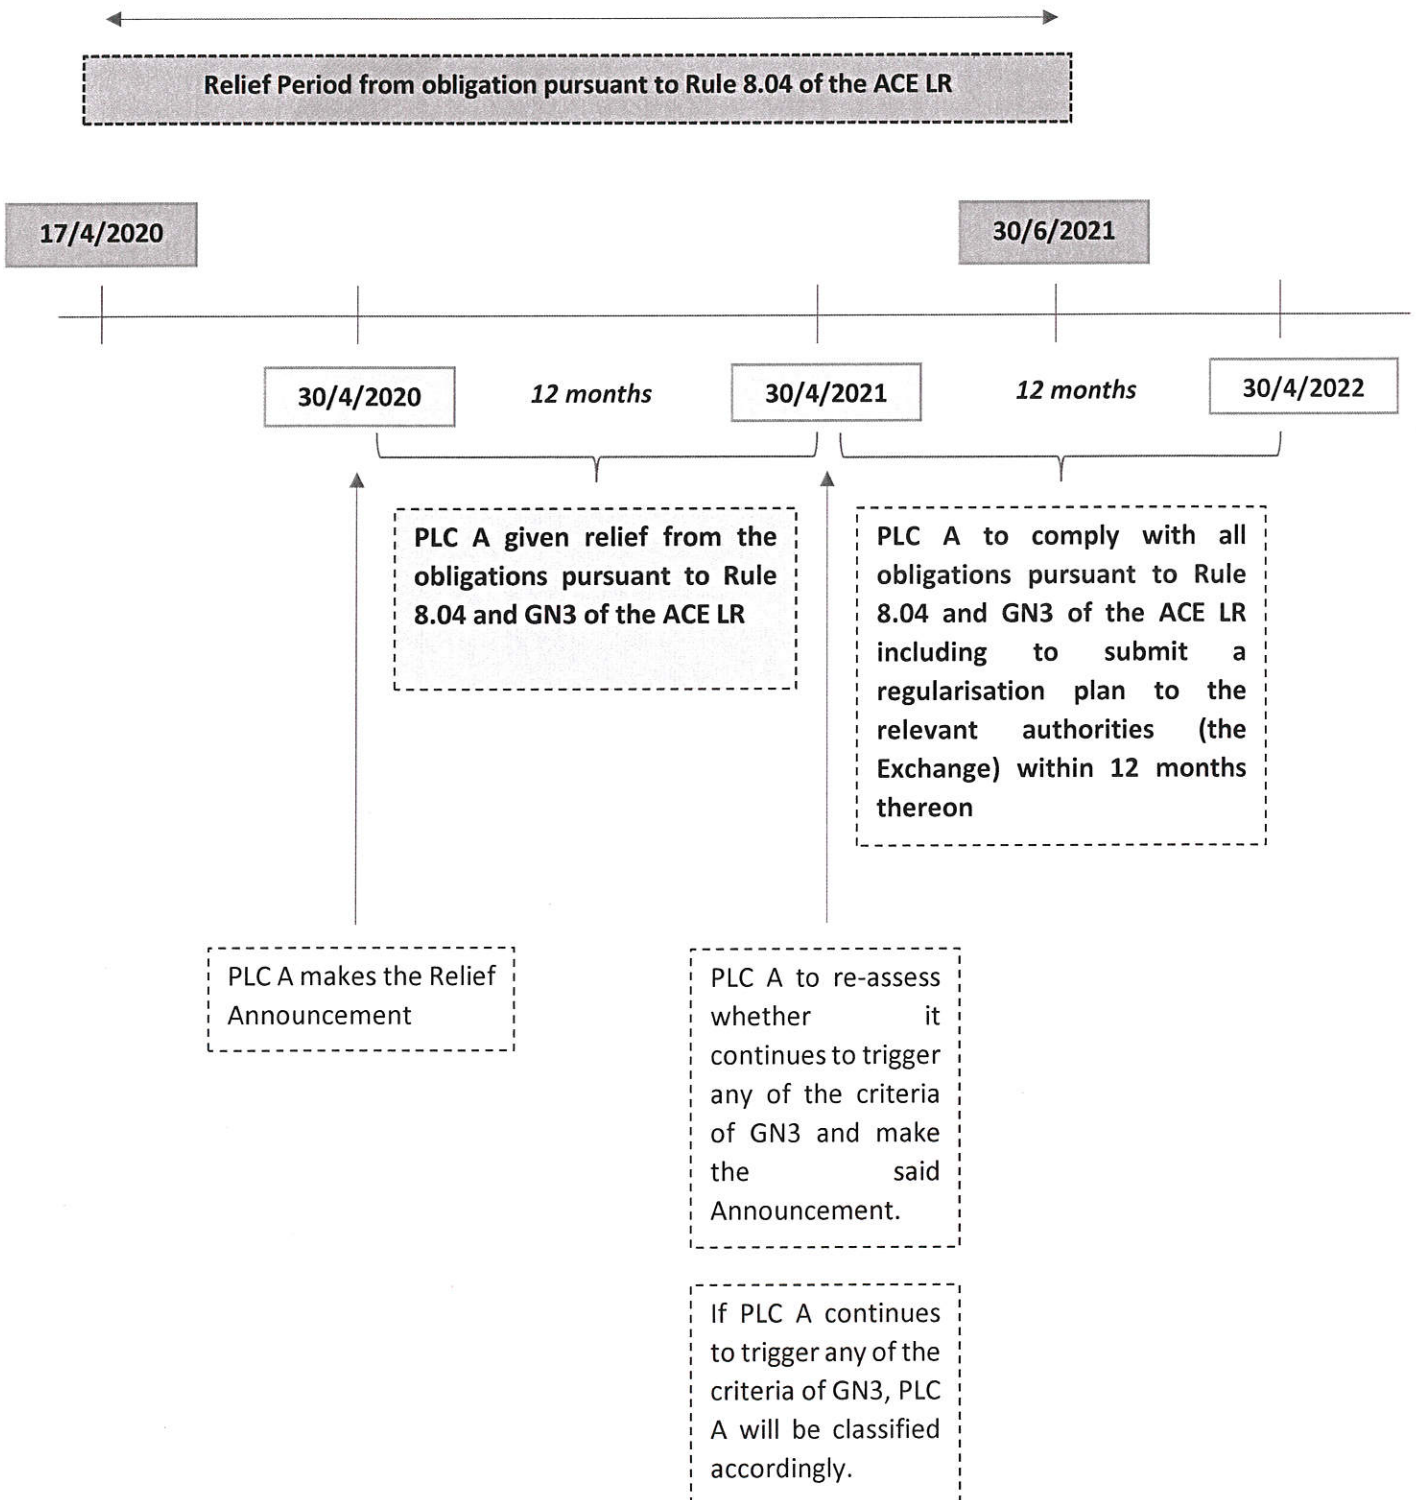 Relief Period from obligation pursuant to Rule 8.04 of the ACE LR
17/4/2020
30/6/2021
30/4/2020
12 months
30/4/2021
12 months
30/4/2022
PLC A given relief from the
obligations pursuant to Rule
8.04 and GN3 of the ACE LR
PLC A to comply with all
obligations pursuant to Rule
8.04 and GN3 of the ACE LR
including to submit a
regularisation plan to the
relevant authorities (the
Exchange) within 12 months
thereon
PLC A makes the Relief
Announcement
PLC A to re-assess
whether it
continues to trigger
any of the criteria
of GN3 and make
the said
Announcement.
If PLC A continues
to trigger any of the
criteria of GN3, PLC
A will be classified
accordingly.